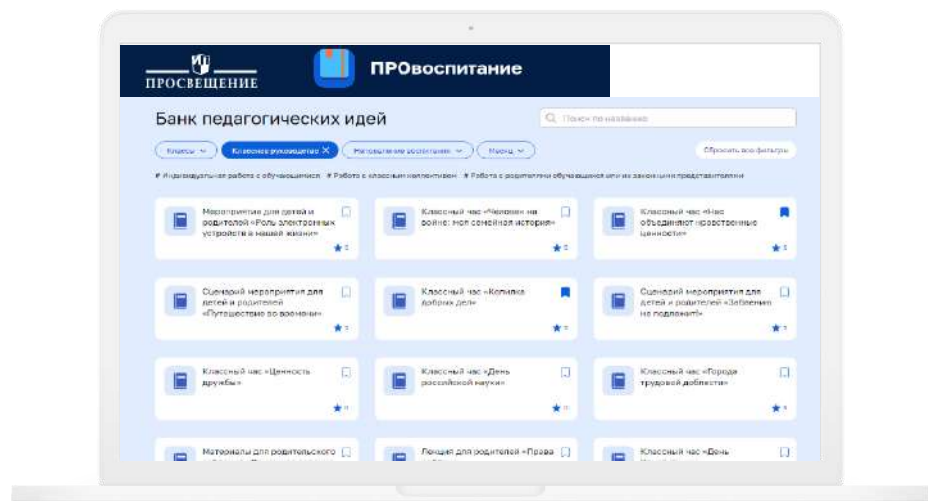 ПРОСВЕЩЕНИЕ
ПРОвоспитание
Банк педагогических идей
Поиск по названию
Классы
Классное руководство X
Направление воспитания
Месяц
Сбросить все фильтры
# Индивидуальная работа с обучающимися # Работа с классным коллективом # Работа с родителями обучающихся или их законными представителями
Мероприятие для детей и
родителей «Роль электронных
устройств в нашей жизни»
Классный час «Человек на
войне: моя семейная история»
Классный час «Нас
объединяют нравственные
ценности»
Сценарий мероприятия для
детей и родителей
«Путешествие во времени»
Классный час «Копилка
добрых дел»
Сценарий мероприятия для
детей и родителей «Забвению
не подлежит!»
Классный час «Ценность
дружбы»
Классный час «День
российской науки»
Классный час «Города
трудовой доблести»
Материалы для родительского
Лекция для родителей «Права
Классный час «День